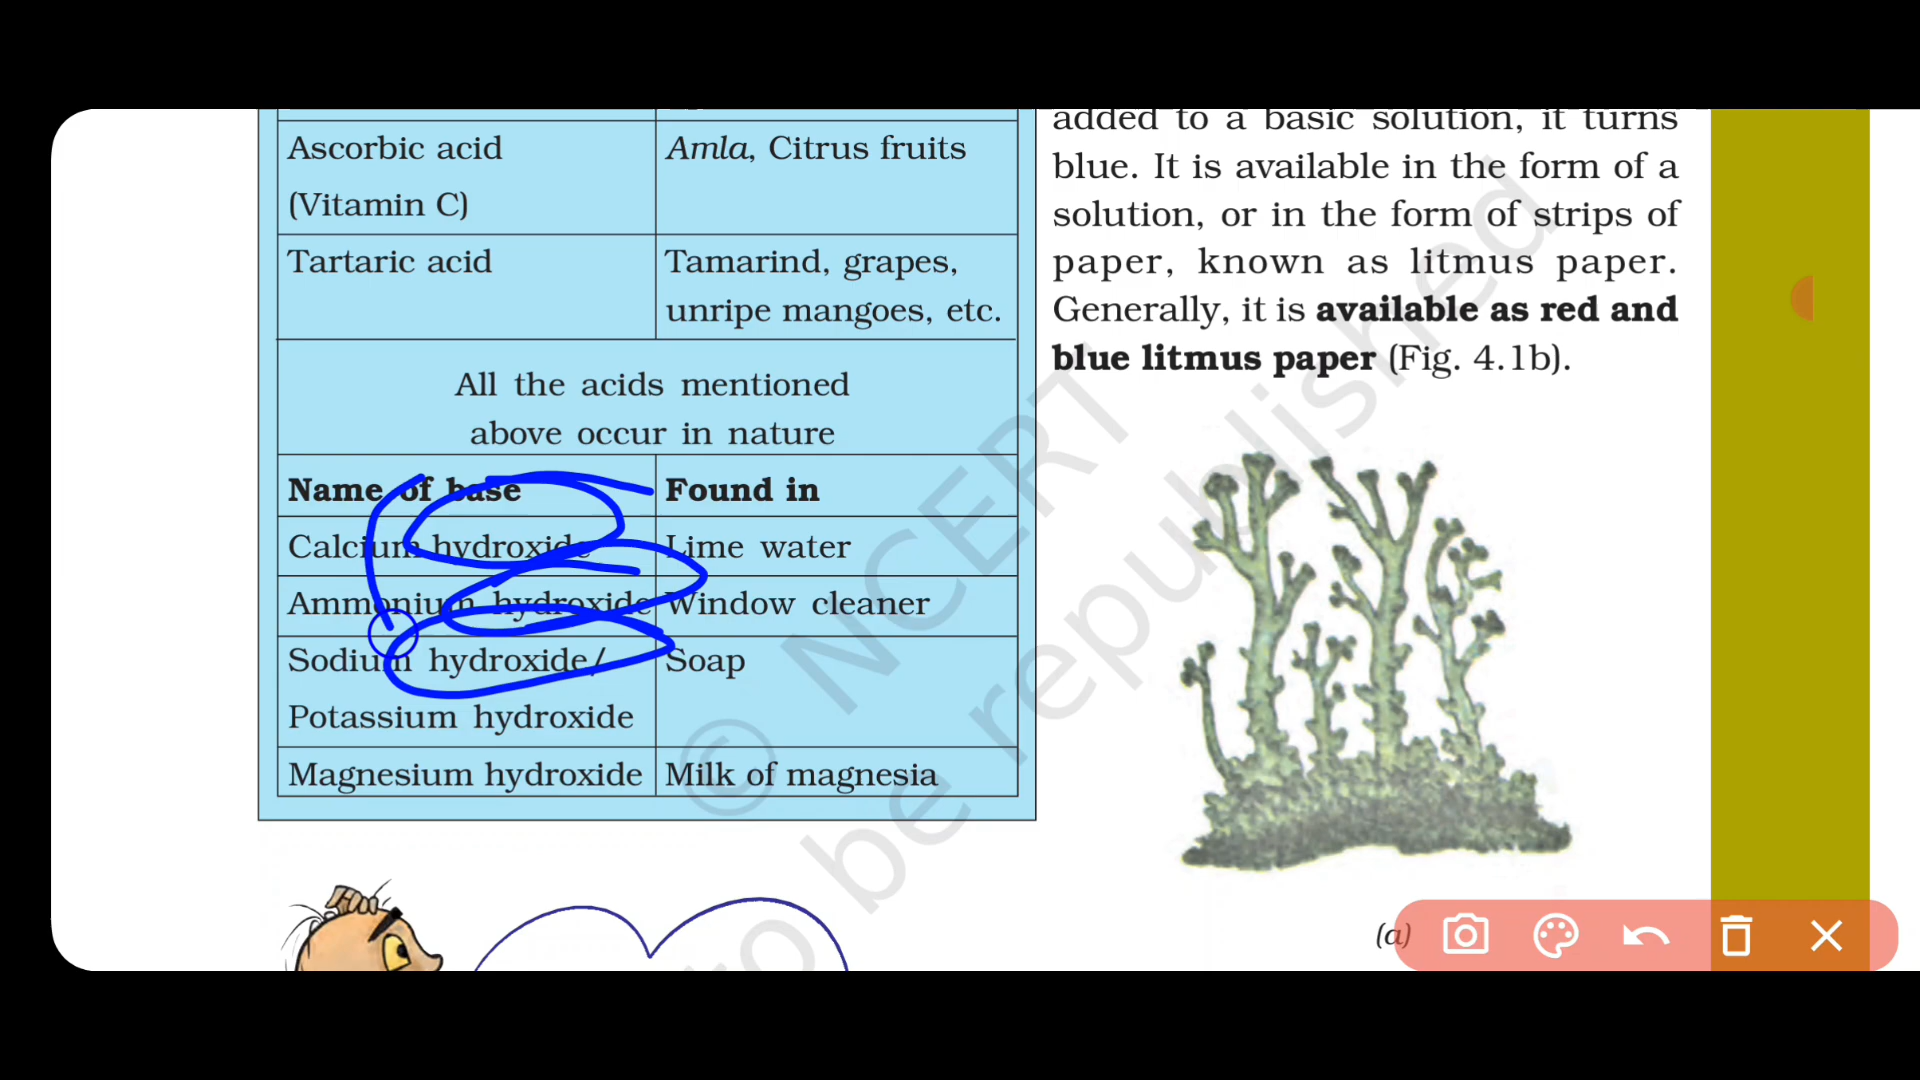 Ascorbic acid
(Vitamin C)
Amla, Citrus fruits
Tartaric acid
Tamarind, grapes,
unripe mangoes, etc.
All the acids mentioned
above occur in nature
Name of base
Found in
Calcium hydroxide
Lime water
Ammonium hydroxide
Window cleaner
Sodium hydroxide/
Potassium hydroxide
Soap
Magnesium hydroxide
Milk of magnesia
added to a basic solution, it turns
blue. It is available in the form of a
solution, or in the form of strips of
paper, known as litmus paper.
Generally, it is available as red and
blue litmus paper (Fig. 4.1b).
(a)
© NCERT
to be republished